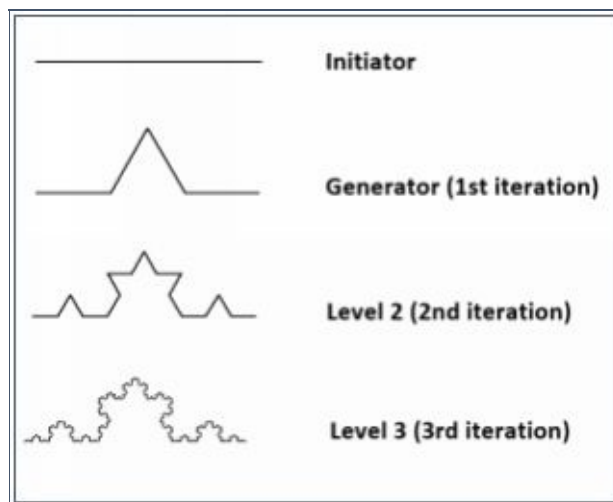 Initiator
Generator (1st iteration)
Level 2 (2nd iteration)
Level 3 (3rd iteration)